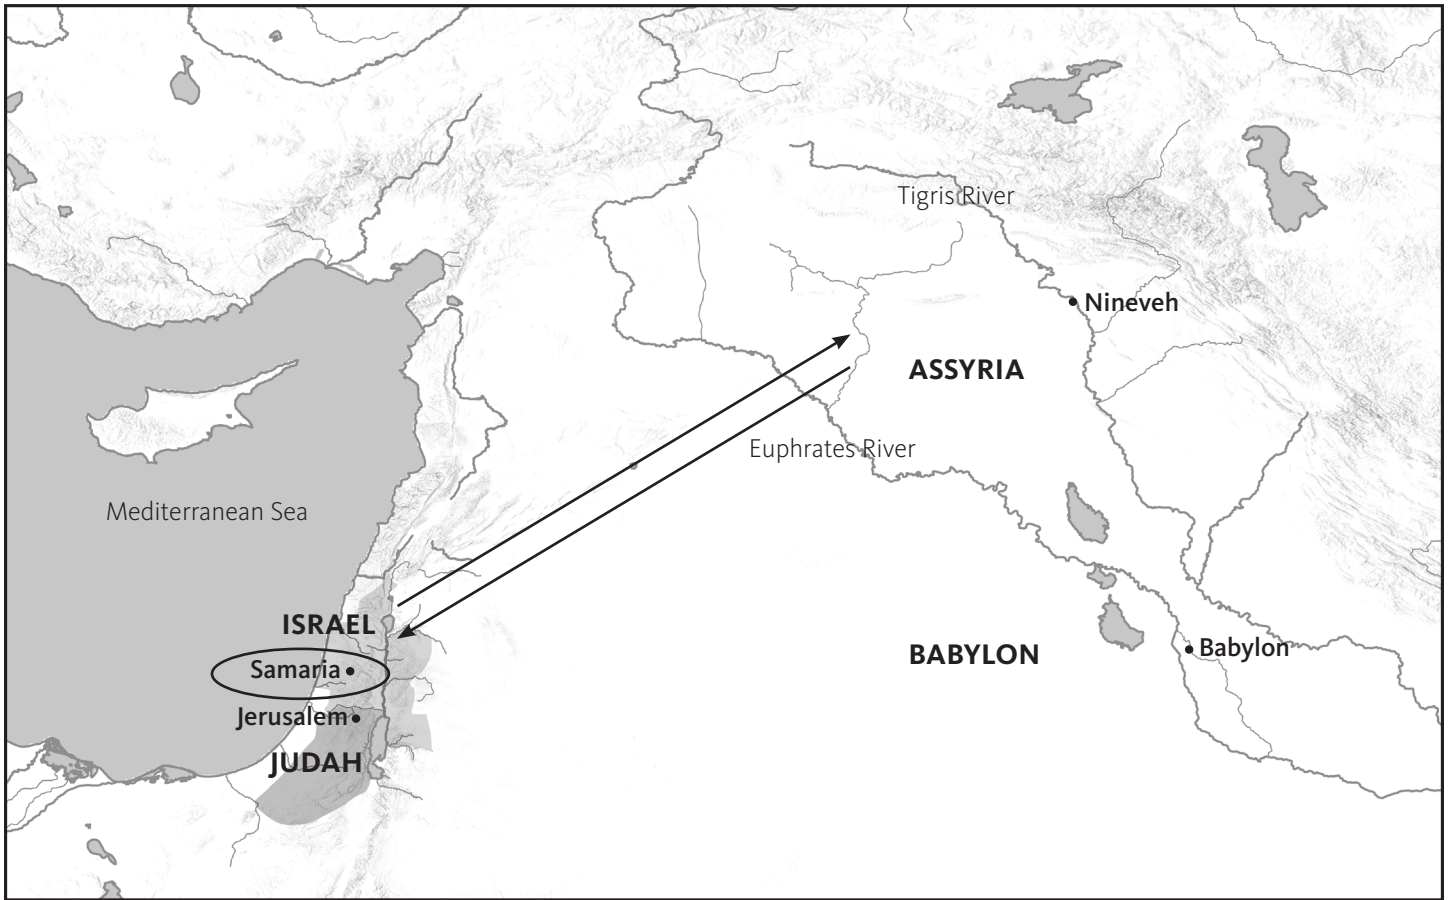 Tigris River
Nineveh
ASSYRIA
Euphrates River
Mediterranean Sea
ISRAEL
Samaria
BABYLON
Babylon
Jerusalem
JUDAH